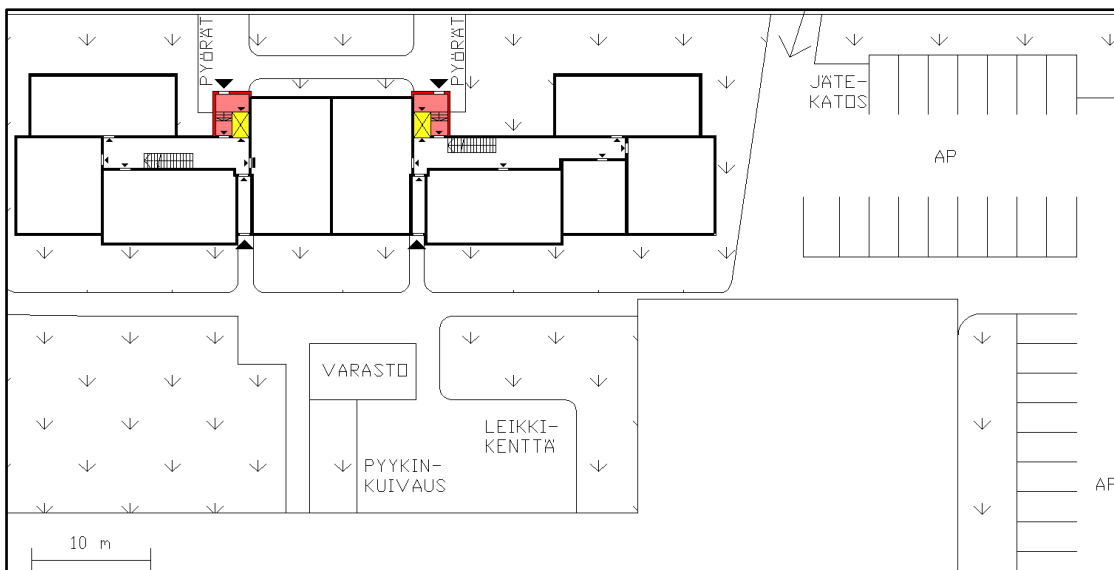 PYÖRÄT
PYÖRÄT
JÄTE-
KATOS
AP
VARASTO
LEIKKI-
KENTTÄ
PYYKIN-
KUIVAUS
AP
10 m